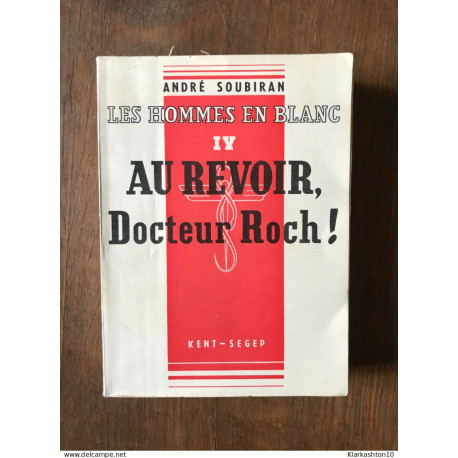 ANDRÉ SOUBIRAN
LES HOMMES EN BLANC
IV
AU REVOIR,
Docteur Roch!
KENT-SEGEP
www.delcampe.net
Klarkashton10